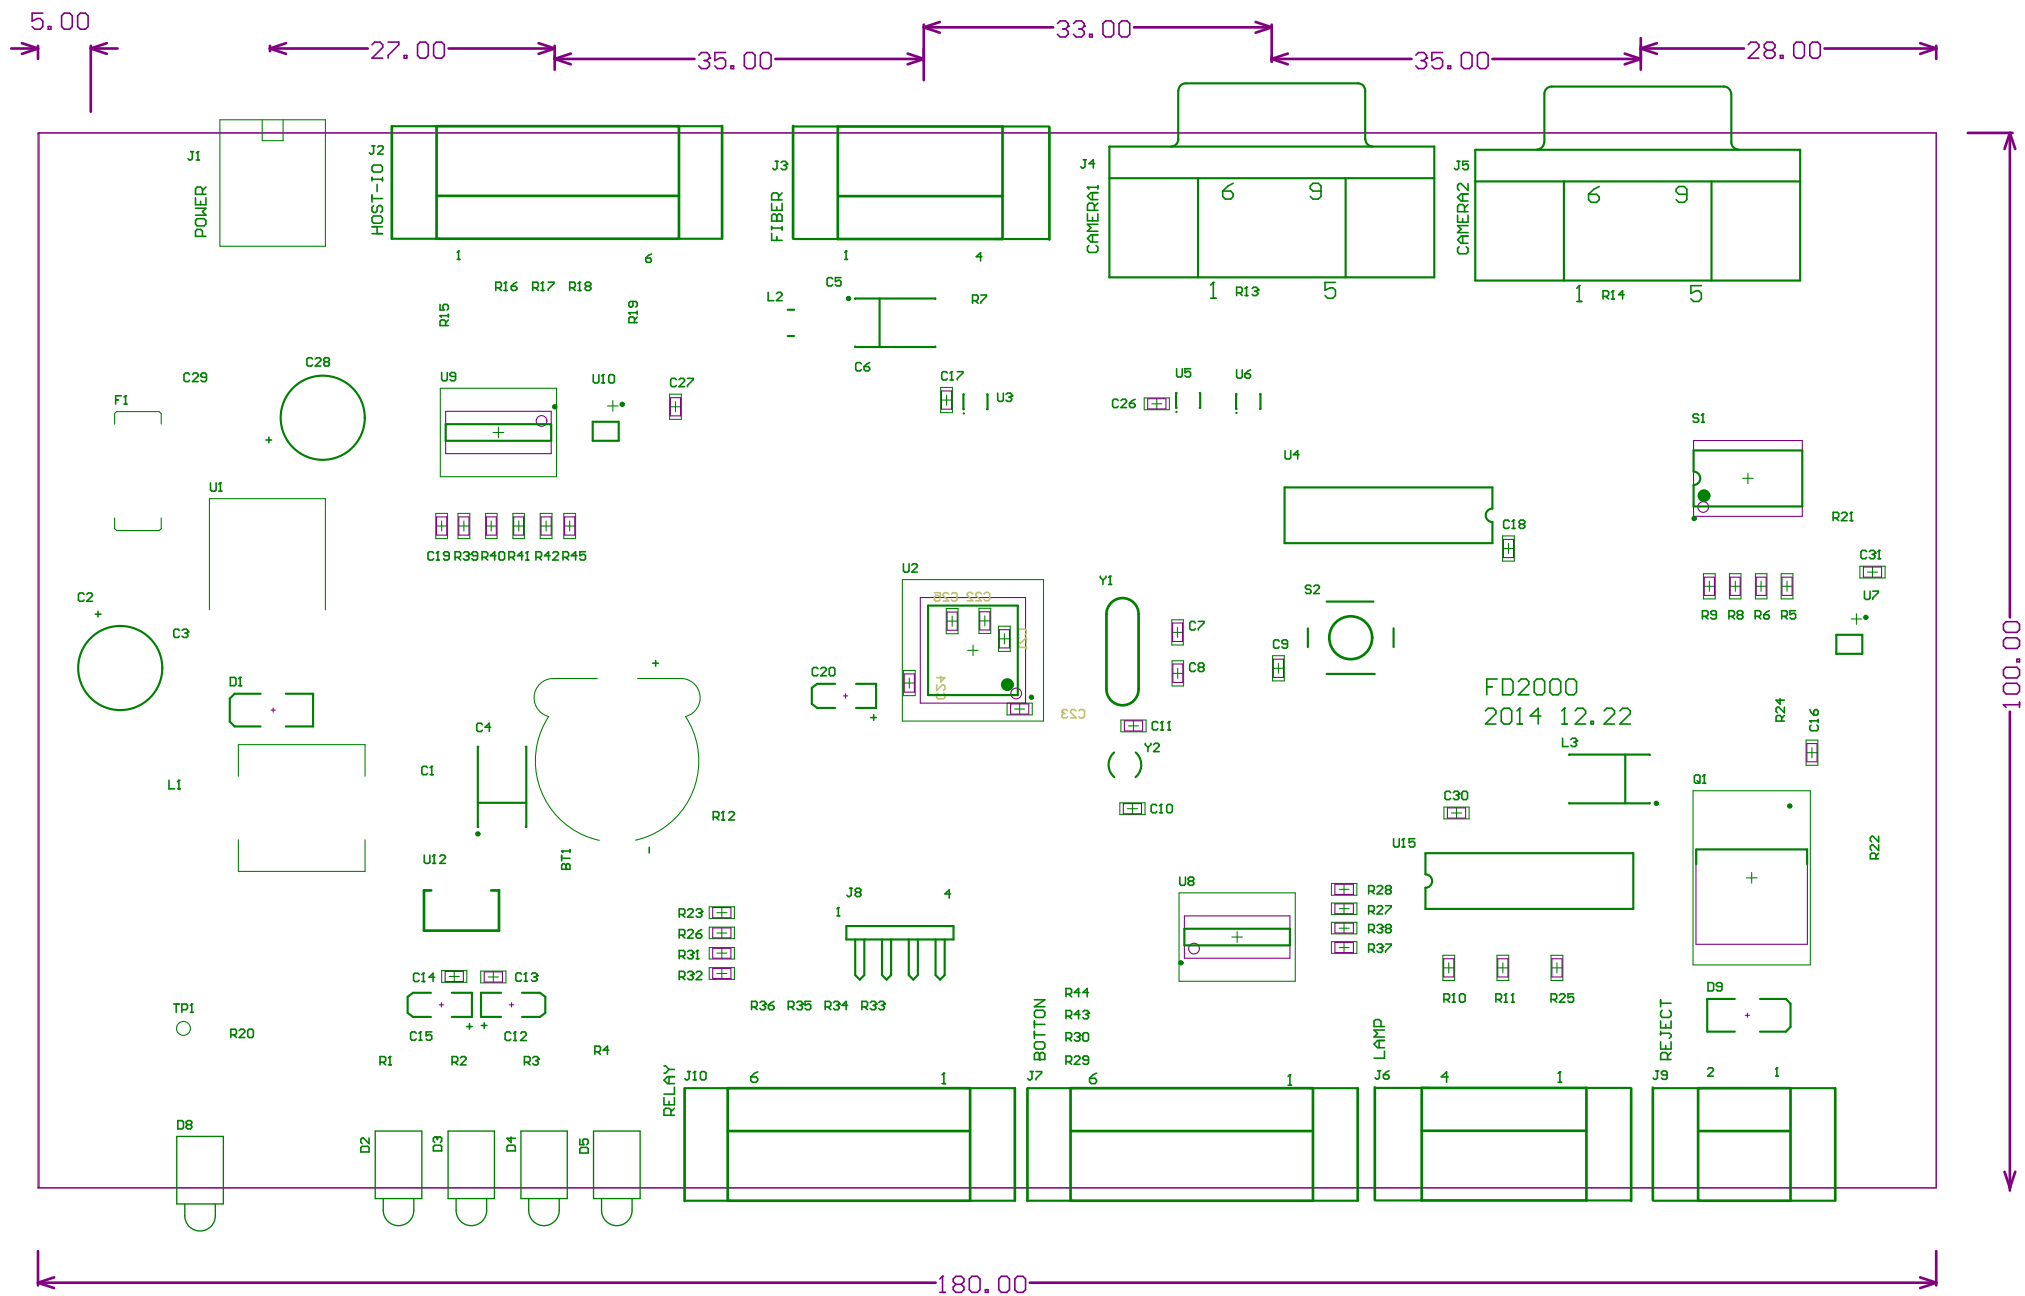 5.00
33.00
27.00
35.00
35.00
28.00
J1
J2
J3
J4
J5
POWER
HOST-IO
FIBER
CAMERA1
CAMERA2
6
9
6
9
1
6
1
4
1
5
1
5
R16
R17
R18
R15
R19
L2
C5
R7
R13
R14
C6
C28
C29
F1
+
U9
U10
C27
C17
U3
C26
U5
U6
S1
U4
U1
R21
C18
C19
R39
R40
R41
R42
R45
C31
U2
Y1
S2
U7
C2
+
C3
C25
C22
C21
C24
C23
C7
C8
C9
R9
R8
R6
R5
100.00
D1
+
C20
+
FD2000
2014 12.22
C4
C11
Y2
L3
R24
C16
C1
L1
R12
C10
C30
Q1
U12
BT1
-
U15
R22
J8
1
4
U8
R28
R27
R38
R37
R23
R26
R31
R32
C14
C13
R10
R11
R25
D9
TP1
R20
C15
+
+
C12
R36
R35
R34
R33
R44
R43
R30
R29
BOTTON
LAMP
REJECT
R1
R2
R3
R4
RELAY
J10
6
1
J7
6
1
J6
4
1
J9
2
1
D8
D2
D3
D4
D5
180.00